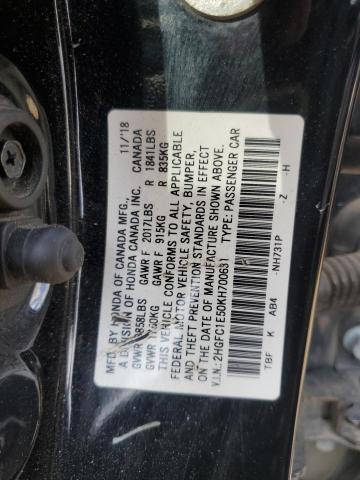 MFD. BY HONDA OF CANADA MFG., 11/'18
A DIVISION OF HONDA CANADA INC. CANADA
GVWR 3858LBS GAWR F 2017LBS R 1841LBS
GVWR 1750KG GAWR F 915KG R 835KG
THIS VEHICLE CONFORMS TO ALL APPLICABLE
FEDERAL MOTOR VEHICLE SAFETY, BUMPER,
AND THEFT PREVENTION STANDARDS IN EFFECT
ON THE DATE OF MANUFACTURE SHOWN ABOVE.
V.I.N.: 2HGFC1E50KH700631 TYPE: PASSENGER CAR
NH731P -Z -H
TBF K AB4